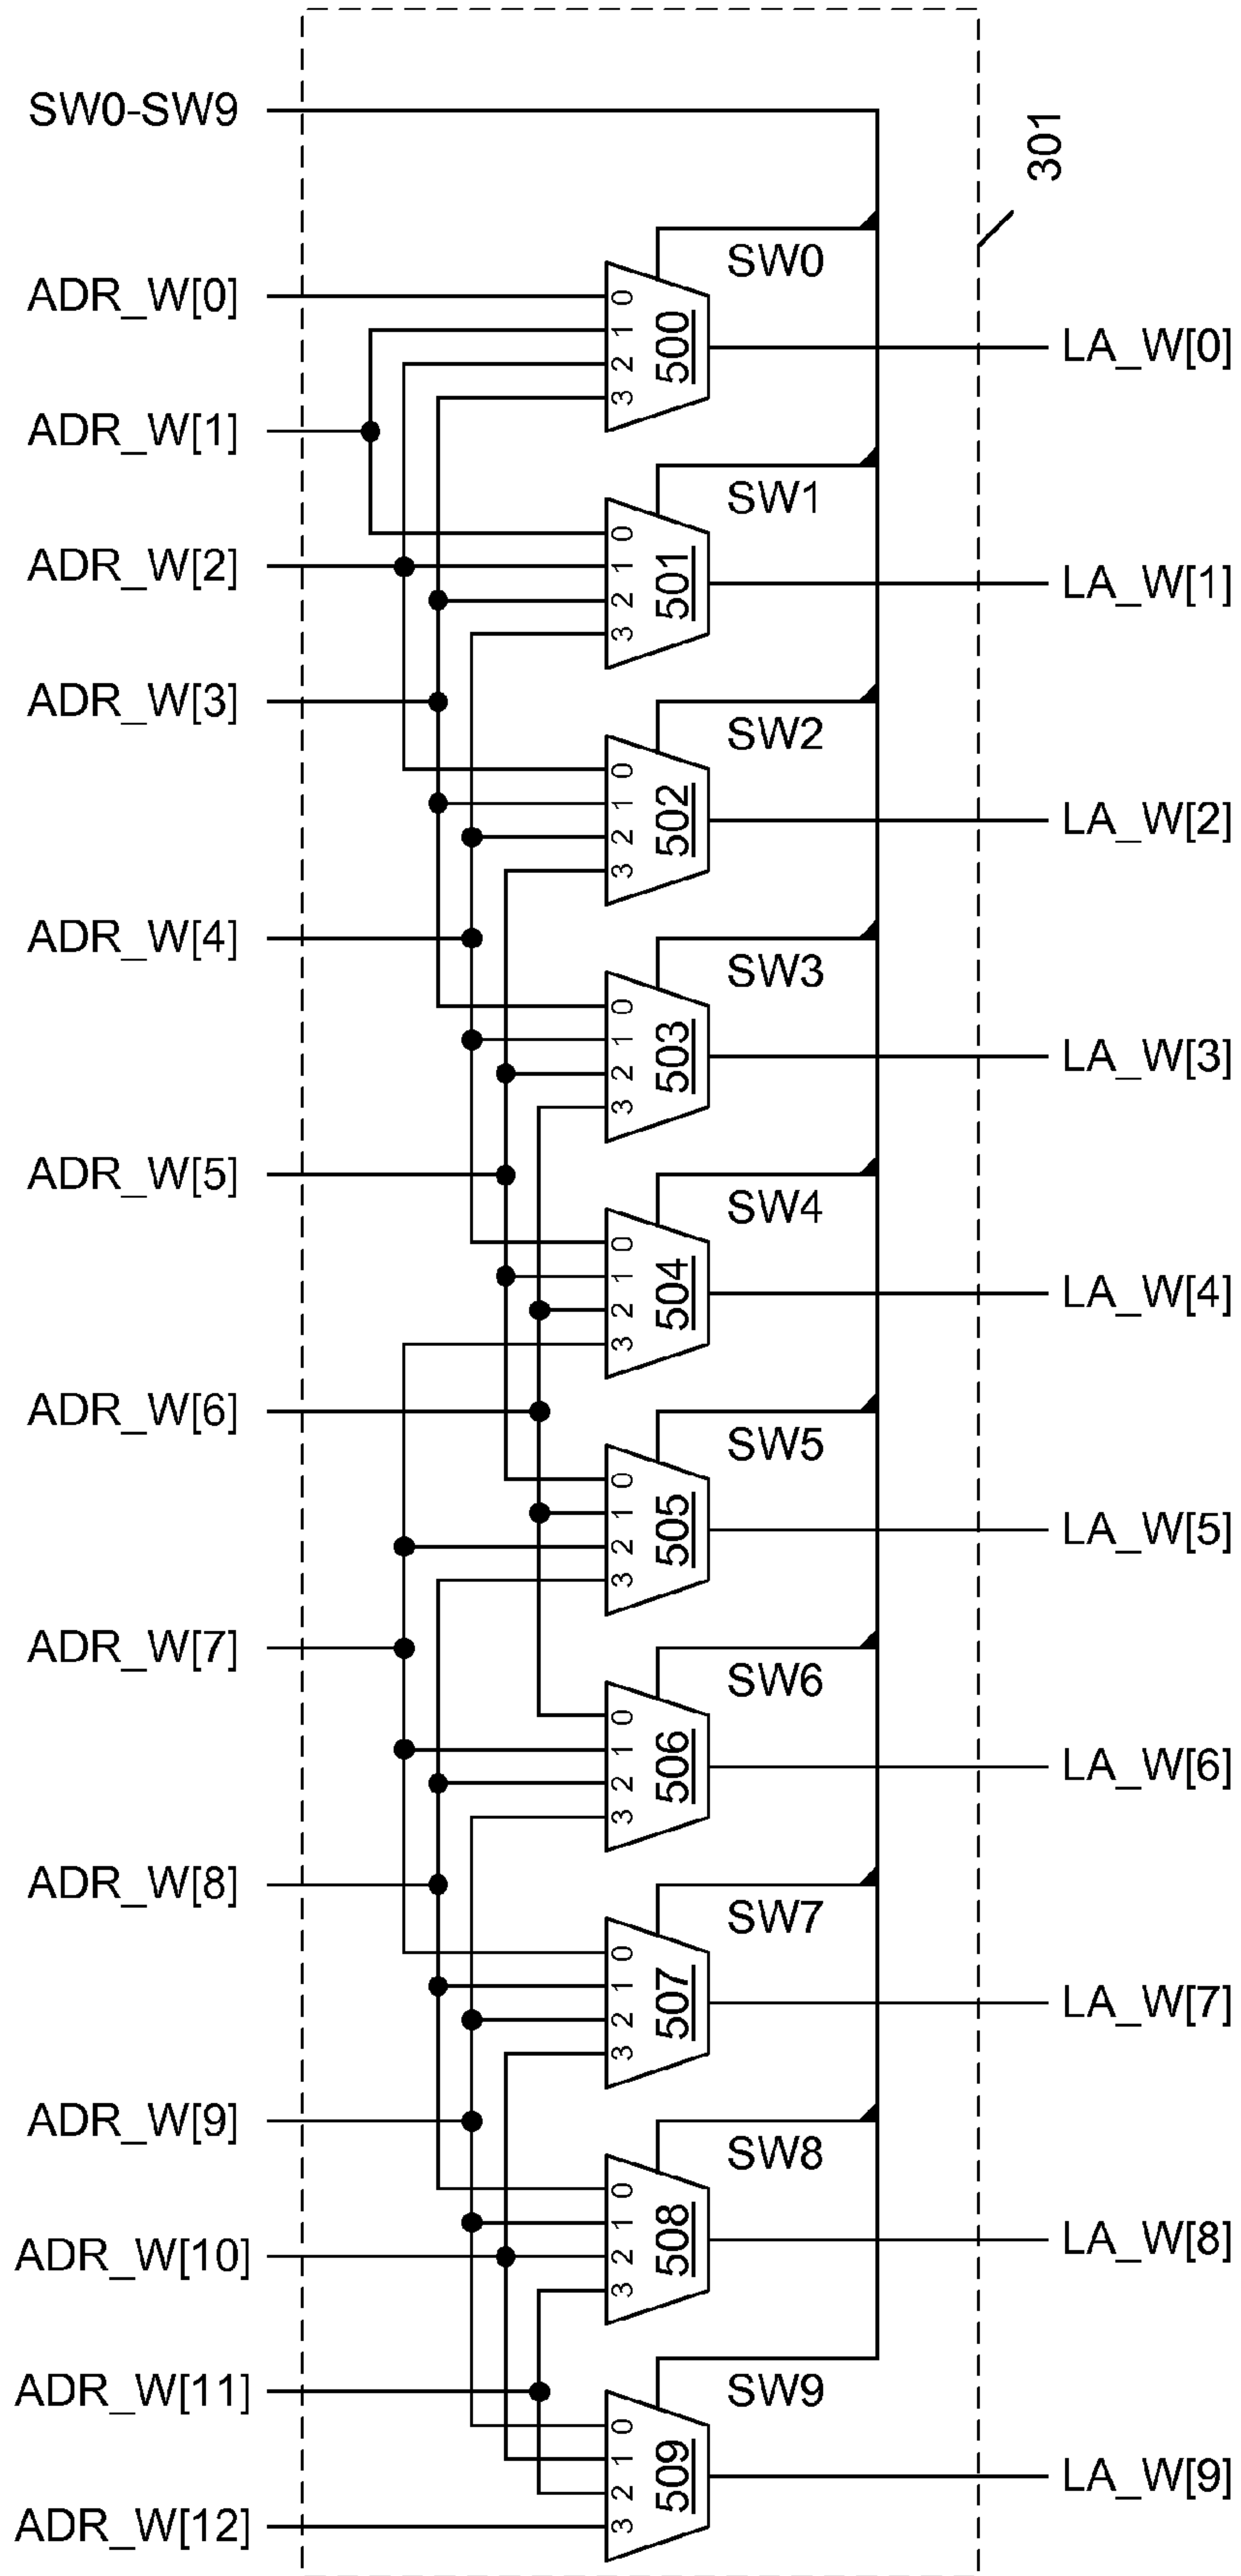 SW0-SW9
301
SW0
ADR_W[0]
0
1
2
3
500
LA_W[0]
ADR_W[1]
SW1
0
1
2
3
501
LA_W[1]
ADR_W[2]
ADR_W[3]
SW2
0
1
2
3
502
LA_W[2]
ADR_W[4]
SW3
0
1
2
3
503
LA_W[3]
ADR_W[5]
SW4
0
1
2
3
504
LA_W[4]
ADR_W[6]
SW5
0
1
2
3
505
LA_W[5]
ADR_W[7]
SW6
0
1
2
3
506
LA_W[6]
ADR_W[8]
SW7
0
1
2
3
507
LA_W[7]
ADR_W[9]
SW8
0
1
2
3
508
LA_W[8]
ADR_W[10]
ADR_W[11]
SW9
0
1
2
3
509
LA_W[9]
ADR_W[12]